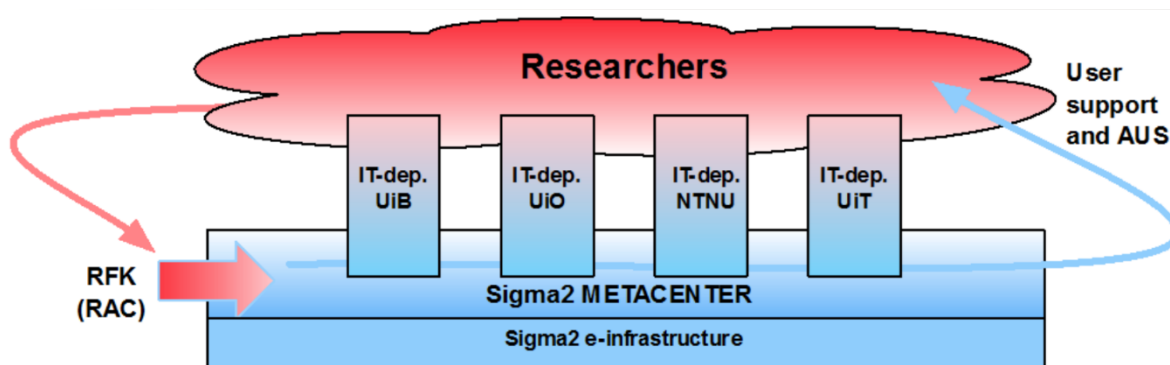 Researchers
User
support
and AUS
IT-dep.
UiB
IT-dep.
UiO
IT-dep.
NTNU
IT-dep.
UiT
RFK
(RAC)
Sigma2 METACENTER
Sigma2 e-infrastructure